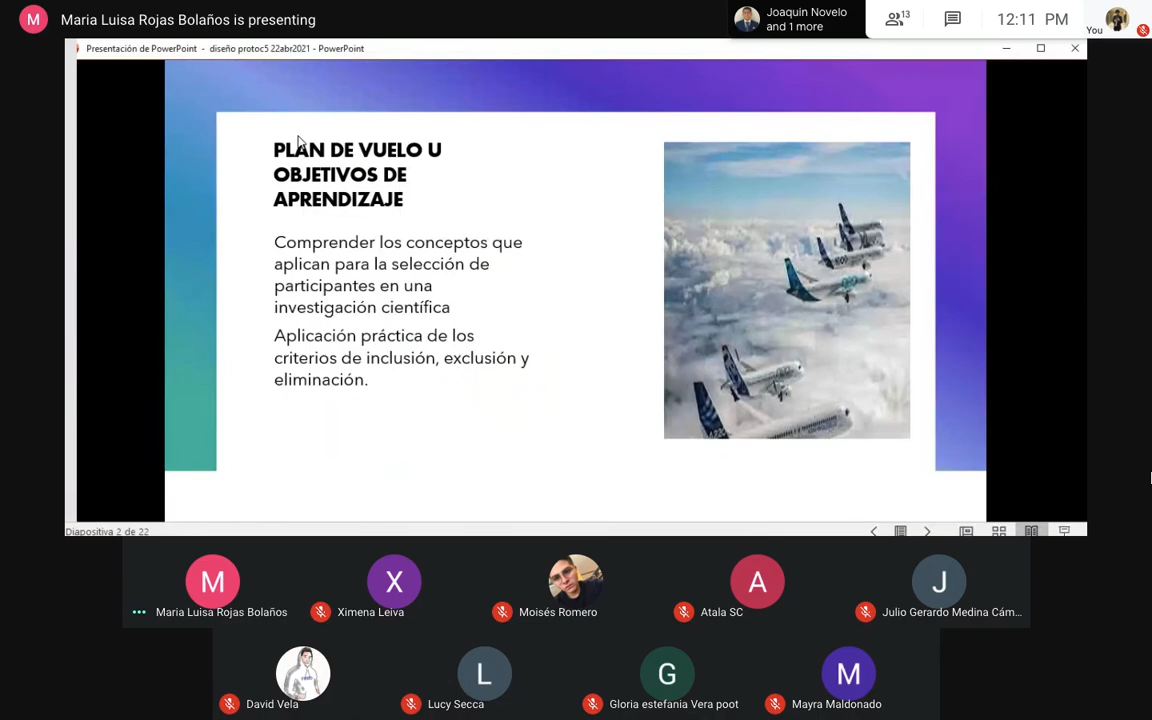 M Maria Luisa Rojas Bolaños is presenting
Joaquin Novelo
and 1 more
13
12:11 PM
You
Presentación de PowerPoint - diseño protoc5 22abr2021 - PowerPoint
PLAN DE VUELO U
OBJETIVOS DE
APRENDIZAJE
Comprender los conceptos que
aplican para la selección de
participantes en una
investigación científica
Aplicación práctica de los
criterios de inclusión, exclusión y
eliminación.
Diapositiva 2 de 22
M
X
A
J
Maria Luisa Rojas Bolaños
Ximena Leiva
Moisés Romero
Atala SC
Julio Gerardo Medina Cám...
L
G
M
David Vela
Lucy Secca
Gloria estefania Vera poot
Mayra Maldonado